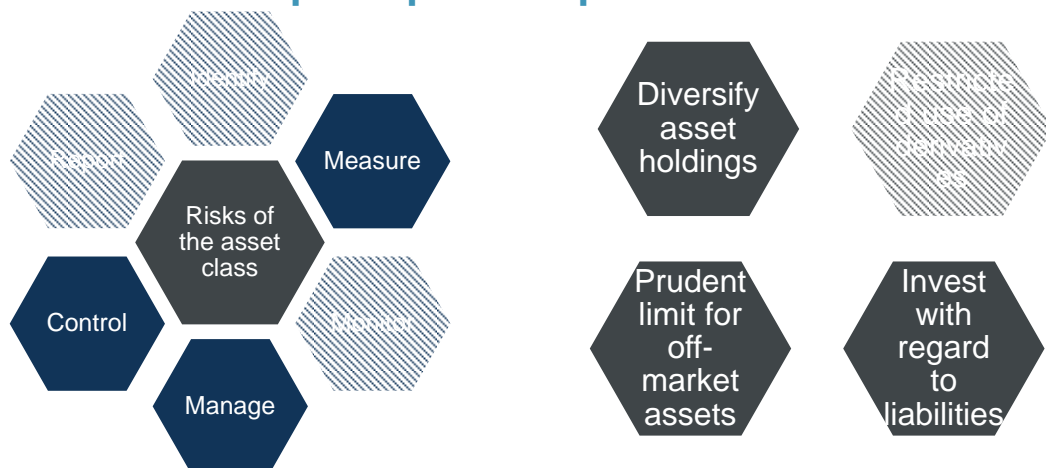 Identify
Report
Measure
Risks of
the asset
class
Control
Monitor
Manage
Diversify
asset
holdings
Restricte
d use of
derivativ
es
Prudent
limit for
off-
market
assets
Invest
with
regard
to
liabilities